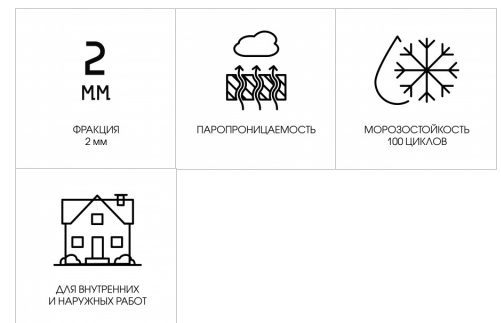 2
мм
ФРАКЦИЯ
2 мм
ПАРОПРОНИЦАЕМОСТЬ
МОРОЗОСТОЙКОСТЬ
100 ЦИКЛОВ
ДЛЯ ВНУТРЕННИХ
И НАРУЖНЫХ РАБОТ